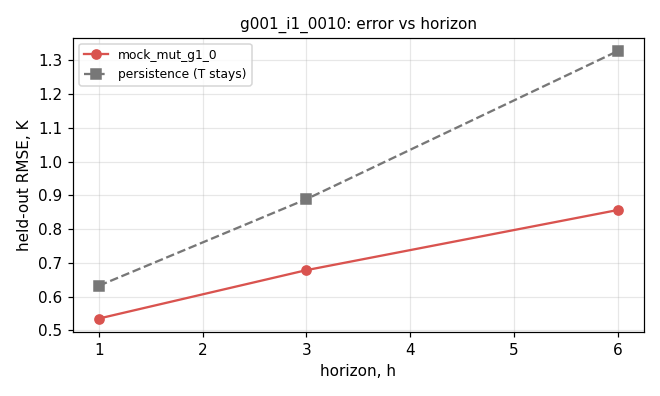 g001_i1_0010: error vs horizon
mock_mut_g1_0
persistence (T stays)
held-out RMSE, K
1.3
1.2
1.1
1.0
0.9
0.8
0.7
0.6
0.5
1 2 3 4 5 6
horizon, h